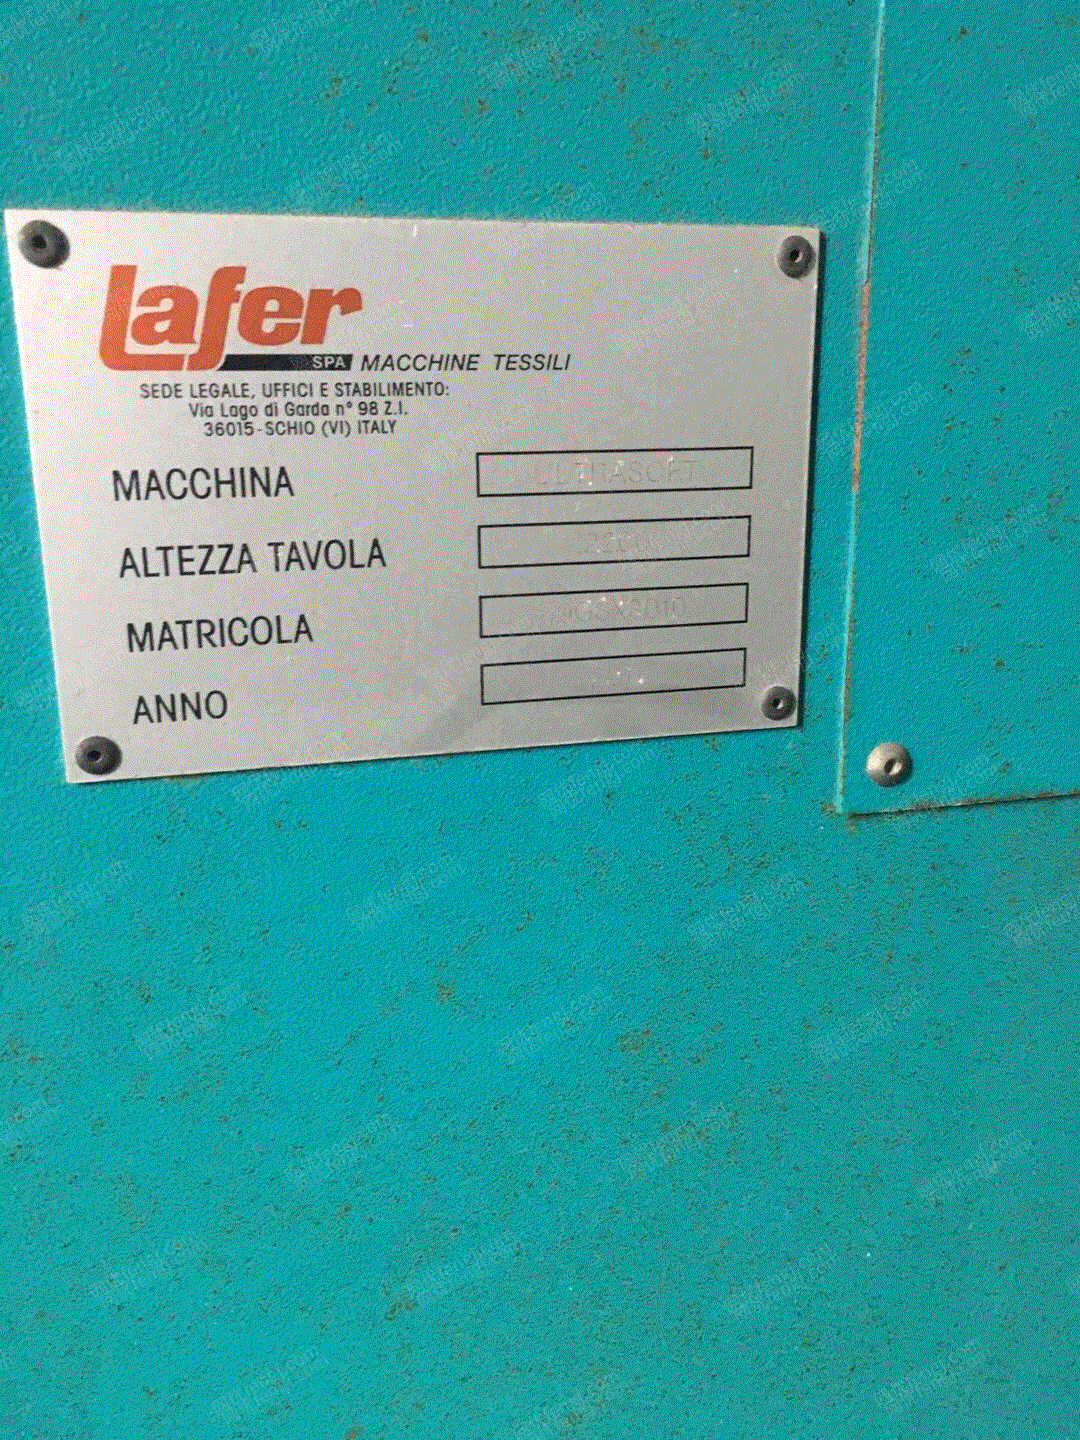 lafer
SPA MACCHINE TESSILI
SEDE LEGALE, UFFICI E STABILIMENTO:
Via Lago di Garda n° 98 Z.I.
36015-SCHIO (VI) ITALY
MACCHINA ULTRASOFT
ALTEZZA TAVOLA
MATRICOLA
ANNO